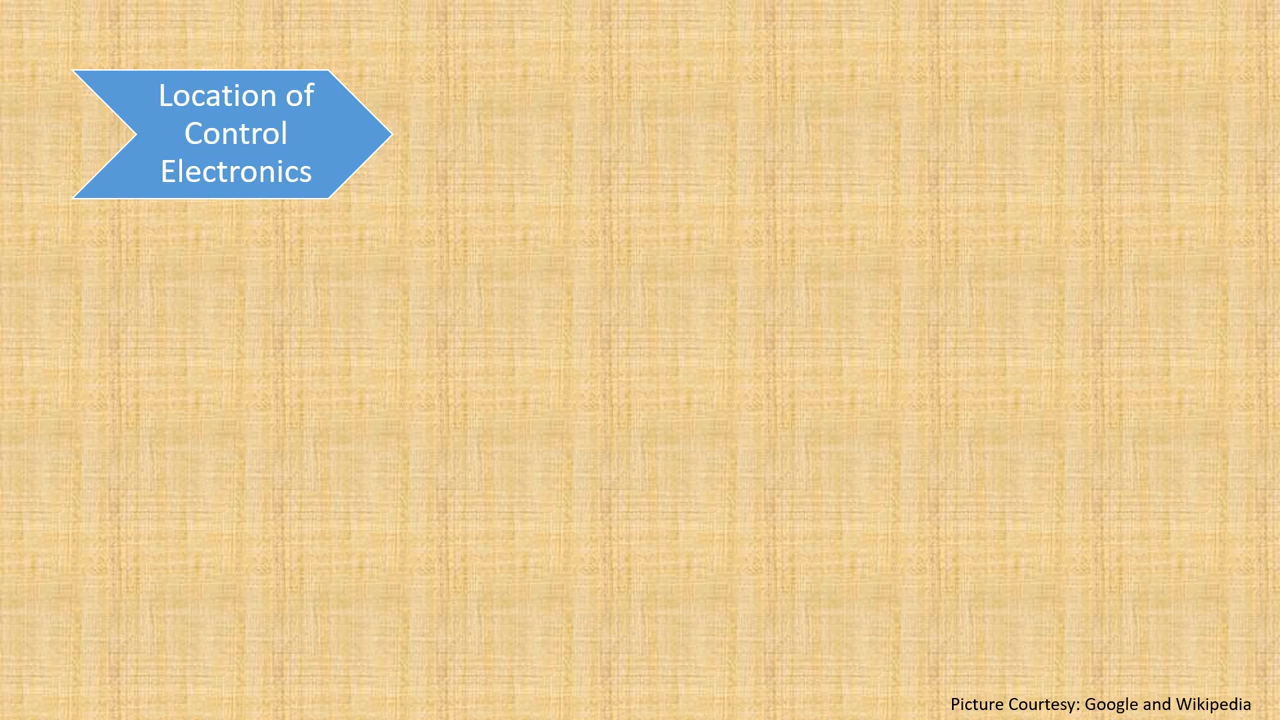 Location of
Control
Electronics
Picture Courtesy: Google and Wikipedia